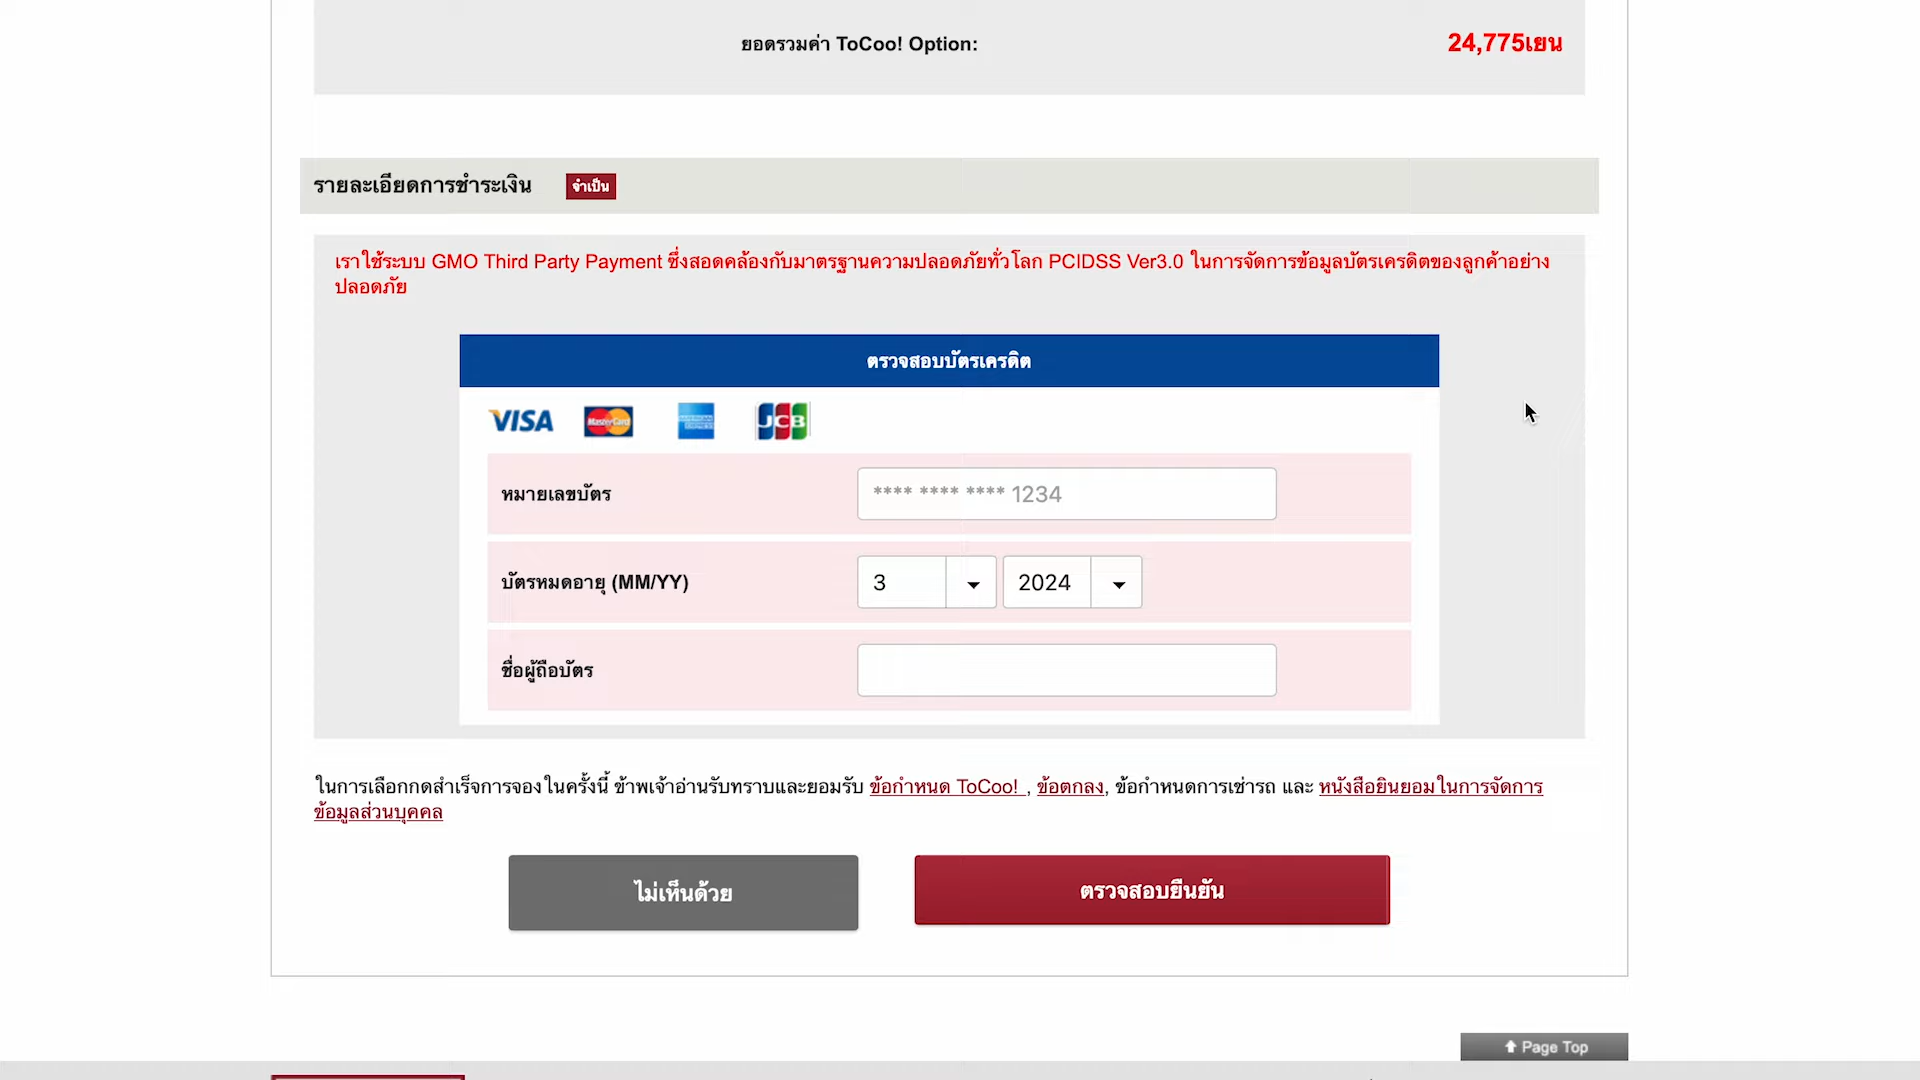 ยอดรวมค่า ToCoo! Option:
24,775เยน
รายละเอียดการชำระเงิน
จำเป็น
เราใช้ระบบ GMO Third Party Payment ซึ่งสอดคล้องกับมาตรฐานความปลอดภัยทั่วโลก PCIDSS Ver3.0 ในการจัดการข้อมูลบัตรเครดิตของลูกค้าอย่าง
ปลอดภัย
ตรวจสอบบัตรเครดิต
VISA MasterCard AMERICAN EXPRESS JCB
หมายเลขบัตร
**** **** **** 1234
บัตรหมดอายุ (MM/YY)
3 2024
ชื่อผู้ถือบัตร
ในการเลือกกดสำเร็จการจองในครั้งนี้ ข้าพเจ้าอ่านรับทราบและยอมรับ ข้อกำหนด ToCoo! , ข้อตกลง, ข้อกำหนดการเช่ารถ และ หนังสือยินยอมในการจัดการ
ข้อมูลส่วนบุคคล
ไม่เห็นด้วย
ตรวจสอบยืนยัน
Page Top